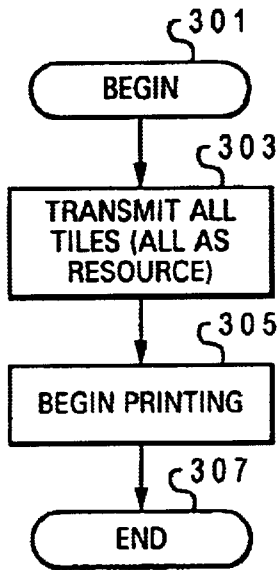 301
BEGIN
303
TRANSMIT ALL
TILES (ALL AS
RESOURCE)
305
BEGIN PRINTING
307
END